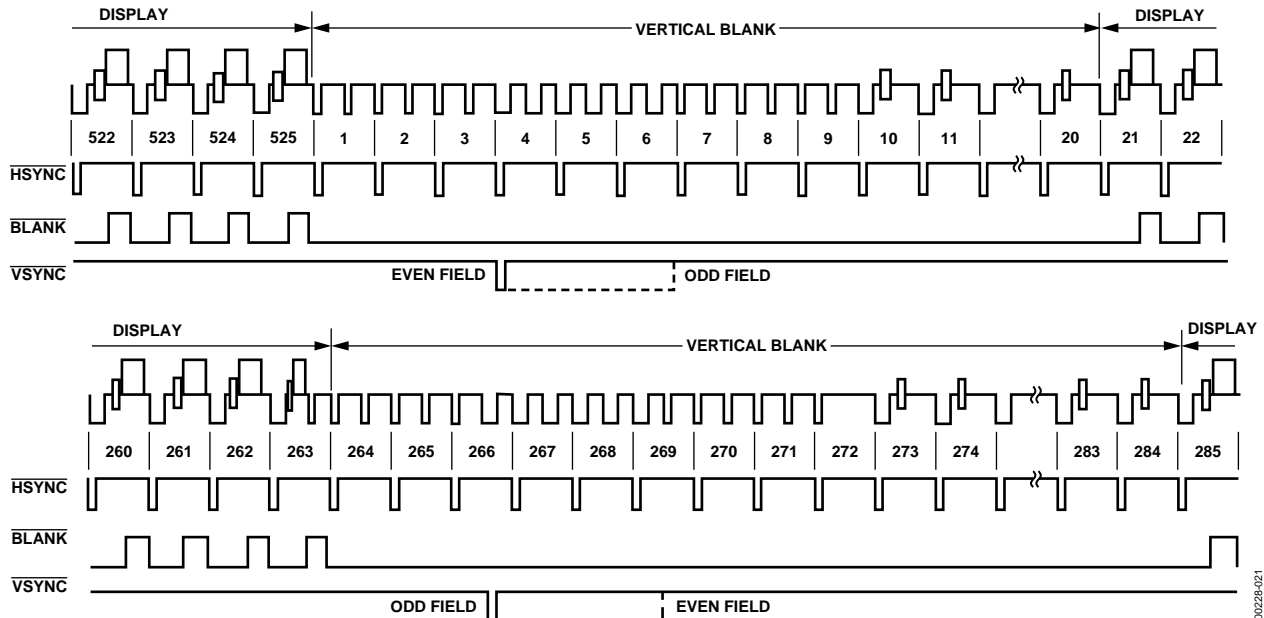 DISPLAY VERTICAL BLANK DISPLAY
522 523 524 525 1 2 3 4 5 6 7 8 9 10 11 20 21 22
HSYNC
BLANK
VSYNC EVEN FIELD ODD FIELD
DISPLAY VERTICAL BLANK DISPLAY
260 261 262 263 264 265 266 267 268 269 270 271 272 273 274 283 284 285
HSYNC
BLANK
VSYNC ODD FIELD EVEN FIELD
00228-021